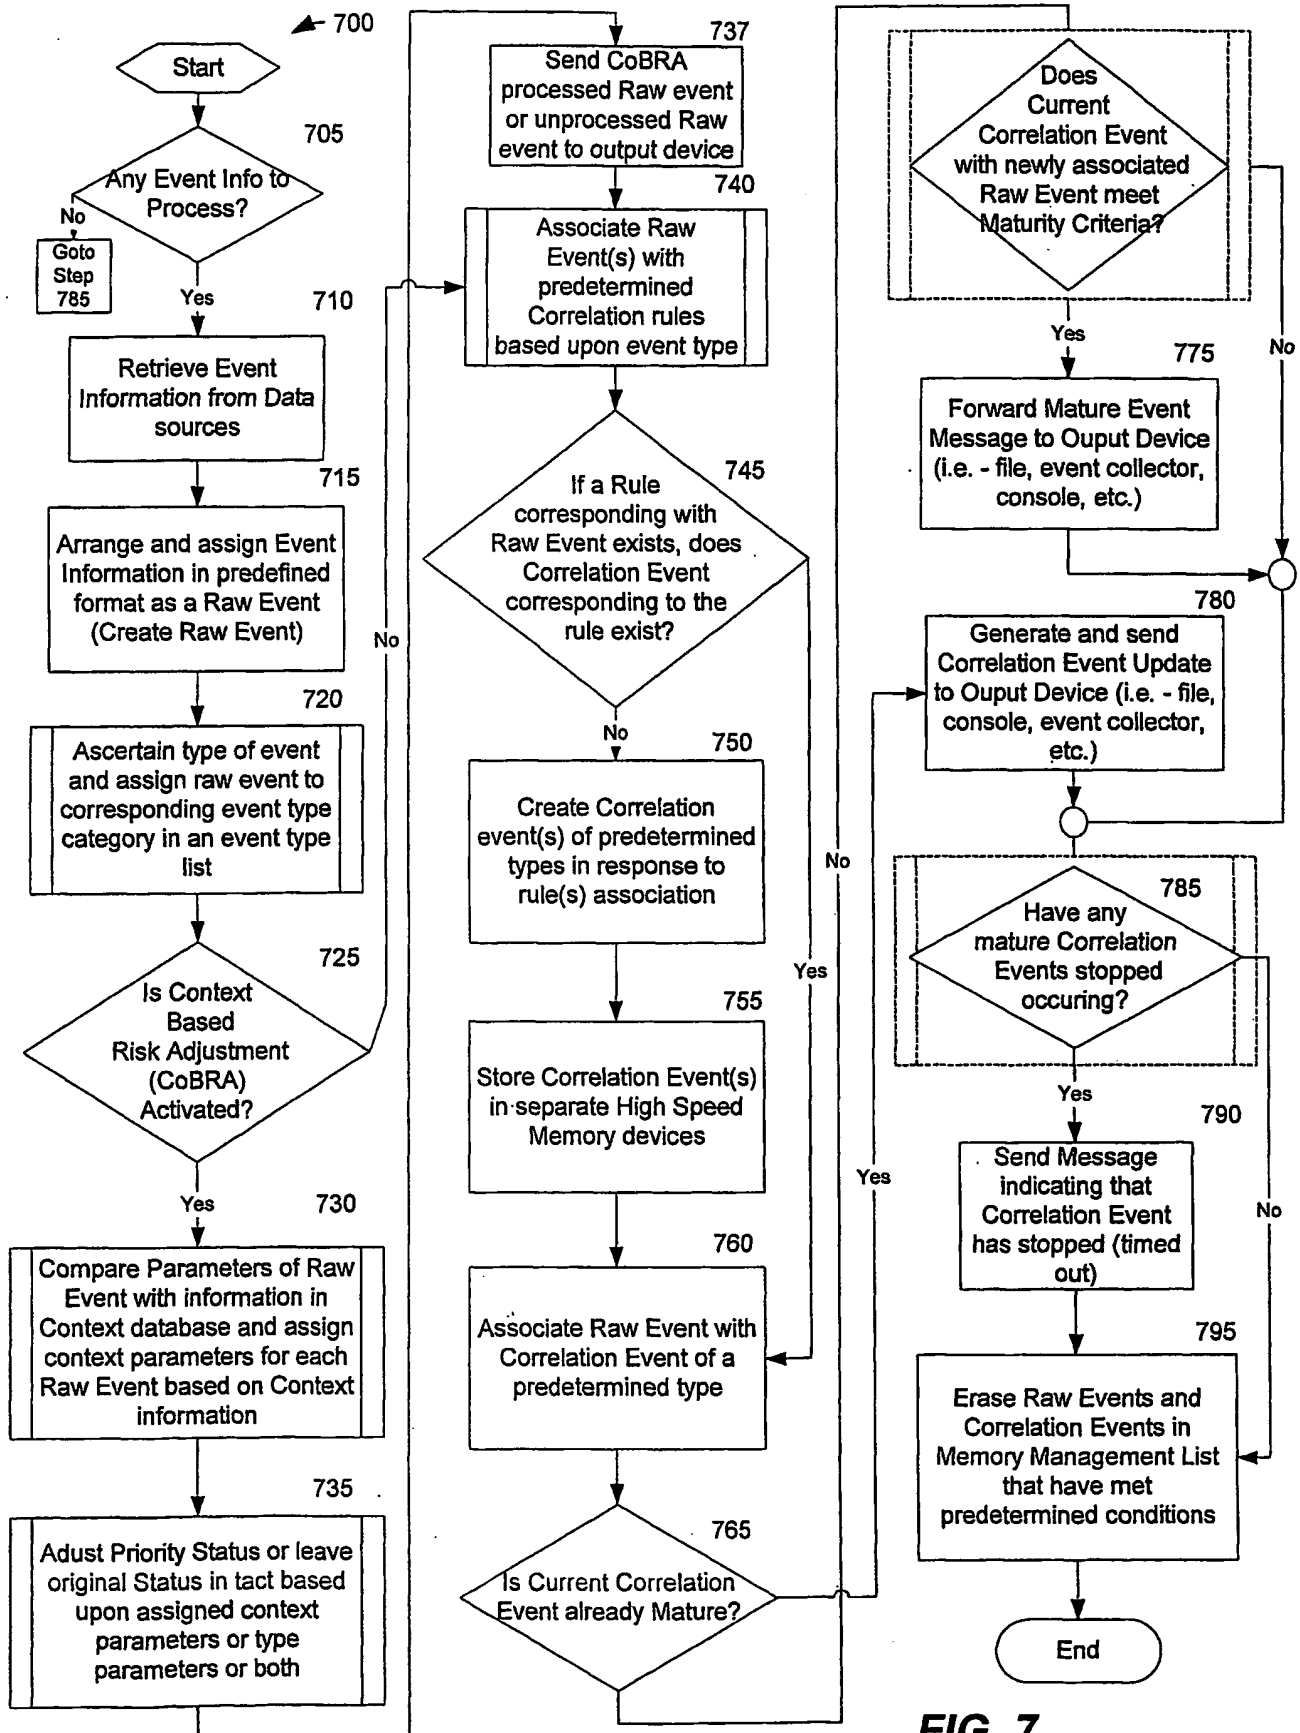 700
Start
705
Any Event Info to
Process?
No
Goto
Step
785
Yes
710
Retrieve Event
Information from Data
sources
715
Arrange and assign Event
Information in predefined
format as a Raw Event
(Create Raw Event)
720
Ascertain type of event
and assign raw event to
corresponding event type
category in an event type
list
725
Is Context
Based
Risk Adjustment
(CoBRA)
Activated?
No
Yes
730
Compare Parameters of Raw
Event with information in
Context database and assign
context parameters for each
Raw Event based on Context
information
735
Adust Priority Status or leave
original Status in tact based
upon assigned context
parameters or type
parameters or both
737
Send CoBRA
processed Raw event
or unprocessed Raw
event to output device
740
Associate Raw
Event(s) with
predetermined
Correlation rules
based upon event type
745
If a Rule
corresponding with
Raw Event exists, does
Correlation Event
corresponding to the
rule exist?
No
Yes
750
Create Correlation
event(s) of predetermined
types in response to
rule(s) association
755
Store Correlation Event(s)
in separate High Speed
Memory devices
760
Associate Raw Event with
Correlation Event of a
predetermined type
765
Is Current Correlation
Event already Mature?
No
Yes
Does
Current
Correlation Event
with newly associated
Raw Event meet
Maturity Criteria?
Yes
No
775
Forward Mature Event
Message to Ouput Device
(i.e. - file, event collector,
console, etc.)
780
Generate and send
Correlation Event Update
to Ouput Device (i.e. - file,
console, event collector,
etc.)
785
Have any
mature Correlation
Events stopped
occuring?
Yes
No
790
Send Message
indicating that
Correlation Event
has stopped (timed
out)
795
Erase Raw Events and
Correlation Events in
Memory Management List
that have met
predetermined conditions
End
FIG. 7